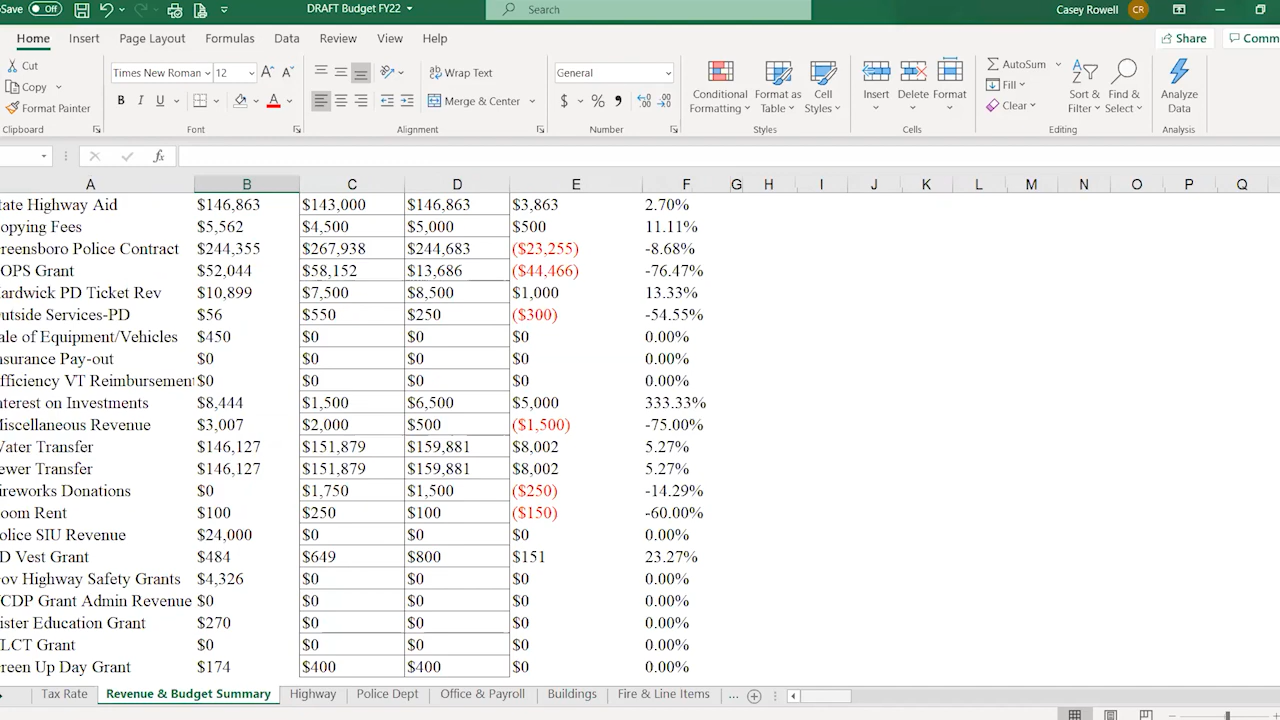 Save Off DRAFT Budget FY22 Search Casey Rowell CR
Home Insert Page Layout Formulas Data Review View Help Share Comm
Cut Times New Roman 12 Wrap Text General AutoSum
Copy Conditional Format as Cell Insert Delete Format Fill Sort & Find & Analyze
Format Painter B I U Merge & Center $ % Formatting Table Styles Clear Filter Select Data
Clipboard Font Alignment Number Styles Cells Editing Analysis
fx
A B C D E F G H I J K L M N O P Q
tate Highway Aid $146,863 $143,000 $146,863 $3,863 2.70%
opying Fees $5,562 $4,500 $5,000 $500 11.11%
reensboro Police Contract $244,355 $267,938 $244,683 ($23,255) -8.68%
OPS Grant $52,044 $58,152 $13,686 ($44,466) -76.47%
ardwick PD Ticket Rev $10,899 $7,500 $8,500 $1,000 13.33%
utside Services-PD $56 $550 $250 ($300) -54.55%
ale of Equipment/Vehicles $450 $0 $0 $0 0.00%
nsurance Pay-out $0 $0 $0 $0 0.00%
fficiency VT Reimbursement $0 $0 $0 $0 0.00%
nterest on Investments $8,444 $1,500 $6,500 $5,000 333.33%
iscellaneous Revenue $3,007 $2,000 $500 ($1,500) -75.00%
ater Transfer $146,127 $151,879 $159,881 $8,002 5.27%
ewer Transfer $146,127 $151,879 $159,881 $8,002 5.27%
ireworks Donations $0 $1,750 $1,500 ($250) -14.29%
oom Rent $100 $250 $100 ($150) -60.00%
olice SIU Revenue $24,000 $0 $0 $0 0.00%
D Vest Grant $484 $649 $800 $151 23.27%
ov Highway Safety Grants $4,326 $0 $0 $0 0.00%
CDP Grant Admin Revenue $0 $0 $0 $0 0.00%
ister Education Grant $270 $0 $0 $0 0.00%
LCT Grant $0 $0 $0 $0 0.00%
reen Up Day Grant $174 $400 $400 $0 0.00%
Tax Rate Revenue & Budget Summary Highway Police Dept Office & Payroll Buildings Fire & Line Items ...